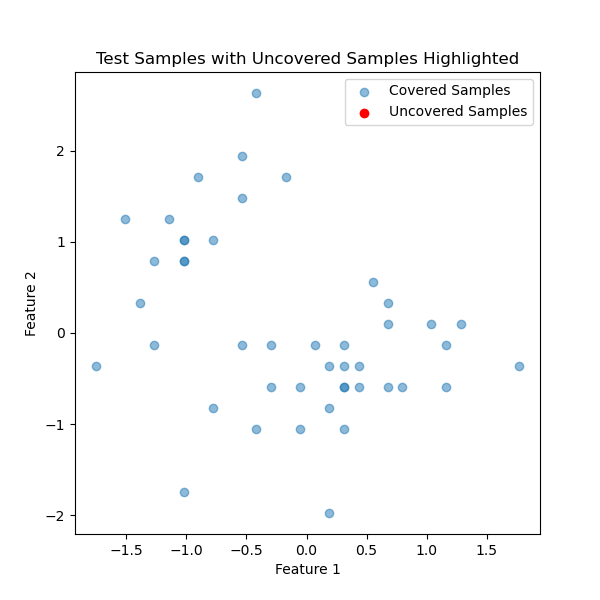 Test Samples with Uncovered Samples Highlighted
Covered Samples
Uncovered Samples
2
1
0
−1
−2
Feature 2
−1.5 −1.0 −0.5 0.0 0.5 1.0 1.5
Feature 1